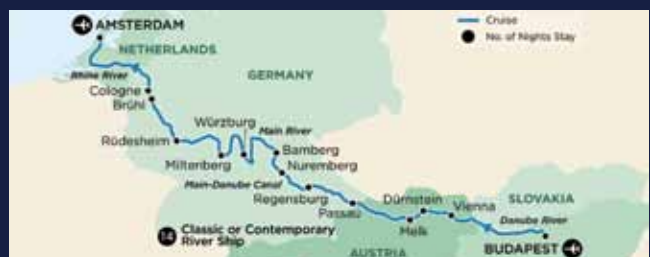 AMSTERDAM
NETHERLANDS
Cruise
No. of Nights Stay
GERMANY
Rhine River
Cologne
Brühl
Würzburg
Main River
Rüdesheim
Bamberg
Miltenberg
Nuremberg
Main-Danube Canal
Regensburg
Passau
Dürnstein
Vienna
SLOVAKIA
Danube River
Melk
14 Classic or Contemporary
River Ship
AUSTRIA
BUDAPEST